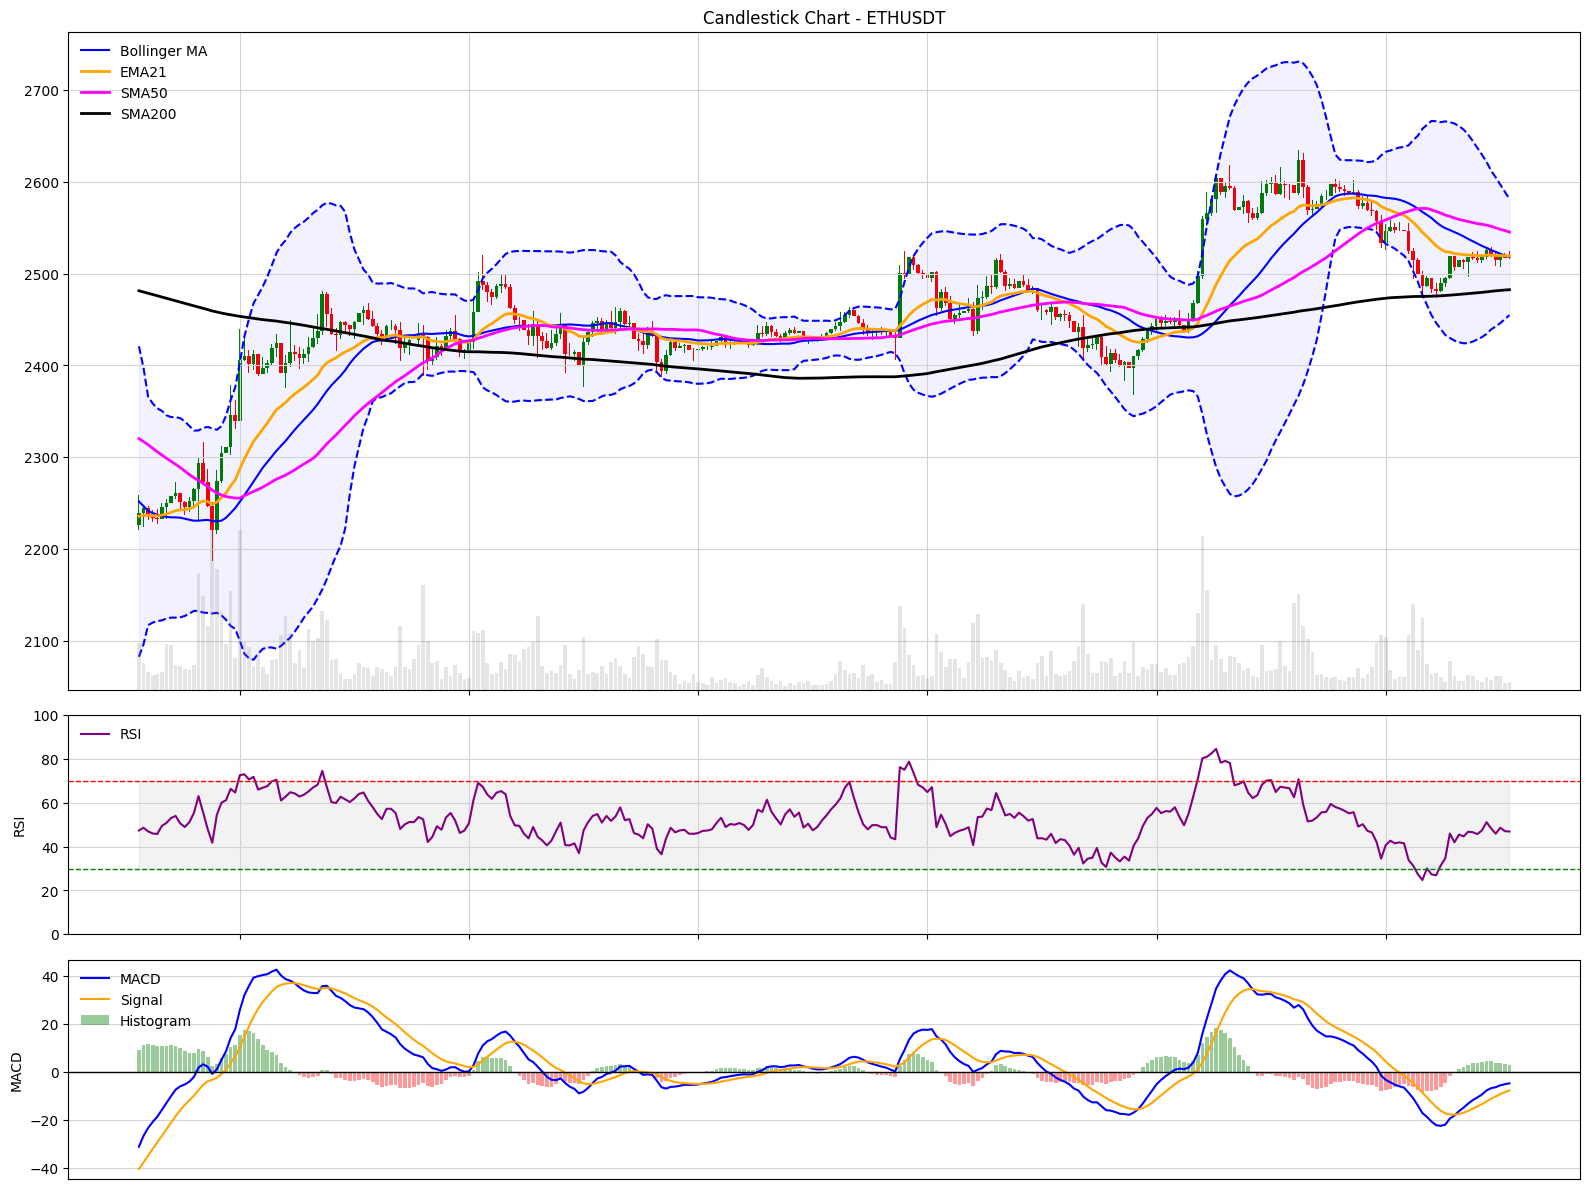 Candlestick Chart - ETHUSDT
Bollinger MA
EMA21
SMA50
SMA200
2700
2600
2500
2400
2300
2200
2100
RSI
100
80
60
40
20
0
RSI
MACD
Signal
Histogram
40
20
0
−20
−40
MACD